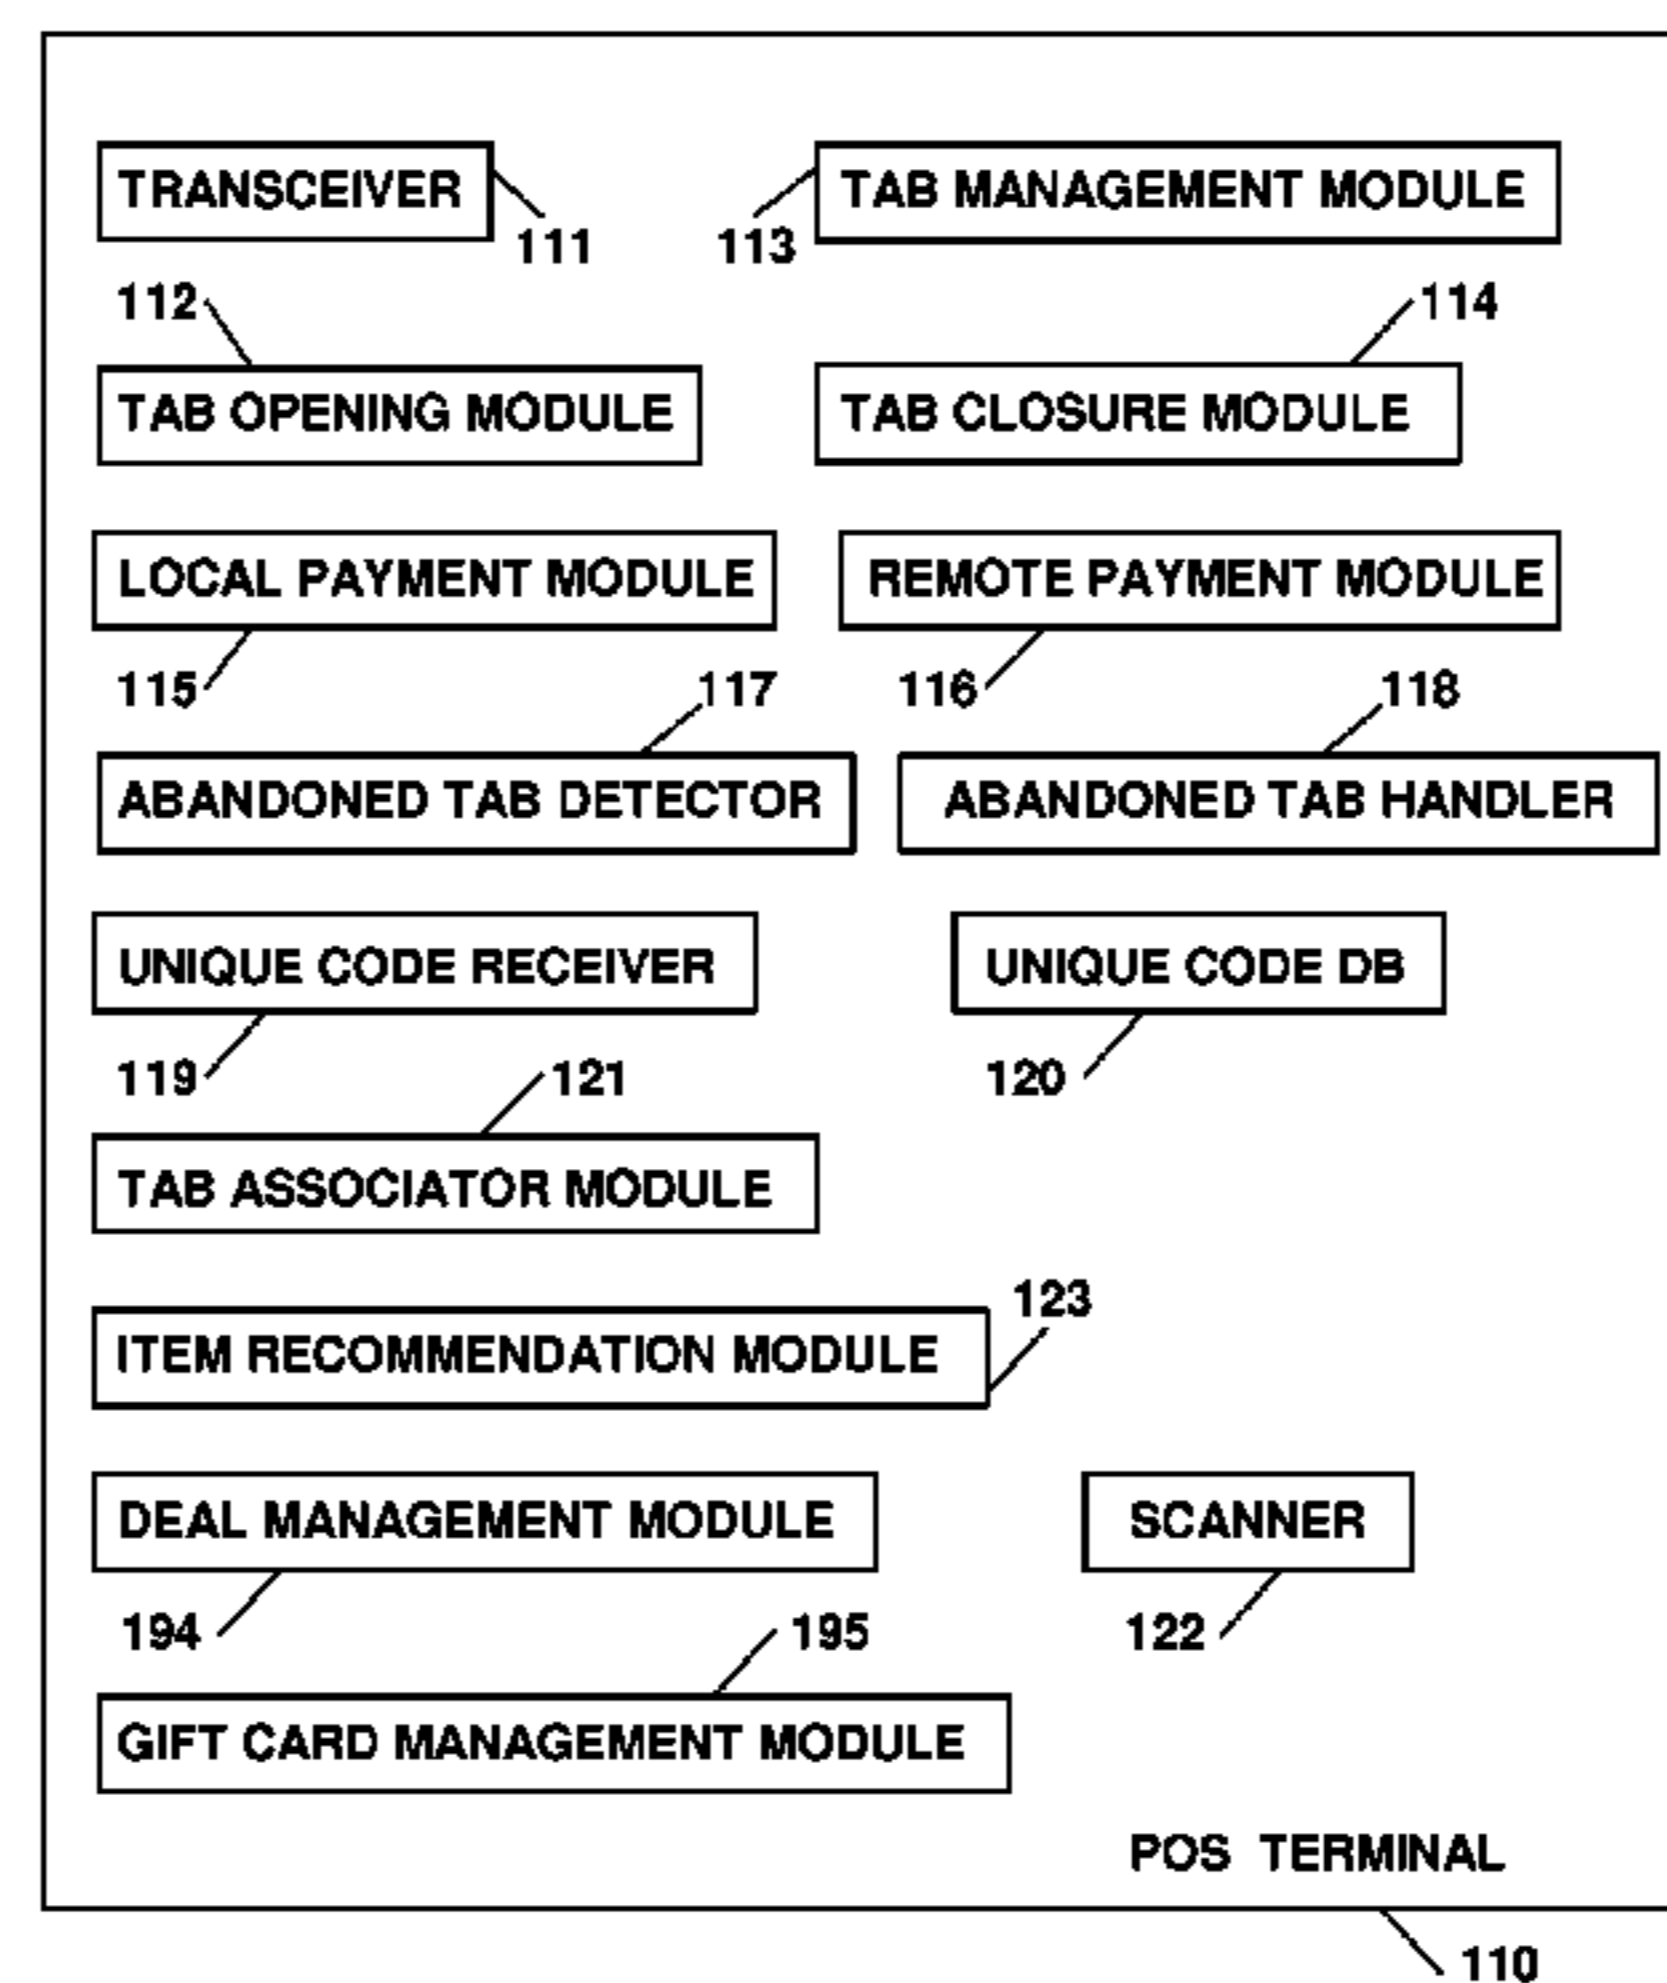 TRANSCEIVER
TAB MANAGEMENT MODULE
111
113
112
114
TAB OPENING MODULE
TAB CLOSURE MODULE
LOCAL PAYMENT MODULE
REMOTE PAYMENT MODULE
115
117
116
118
ABANDONED TAB DETECTOR
ABANDONED TAB HANDLER
UNIQUE CODE RECEIVER
UNIQUE CODE DB
119
121
120
TAB ASSOCIATOR MODULE
123
ITEM RECOMMENDATION MODULE
DEAL MANAGEMENT MODULE
SCANNER
194
195
122
GIFT CARD MANAGEMENT MODULE
POS TERMINAL
110